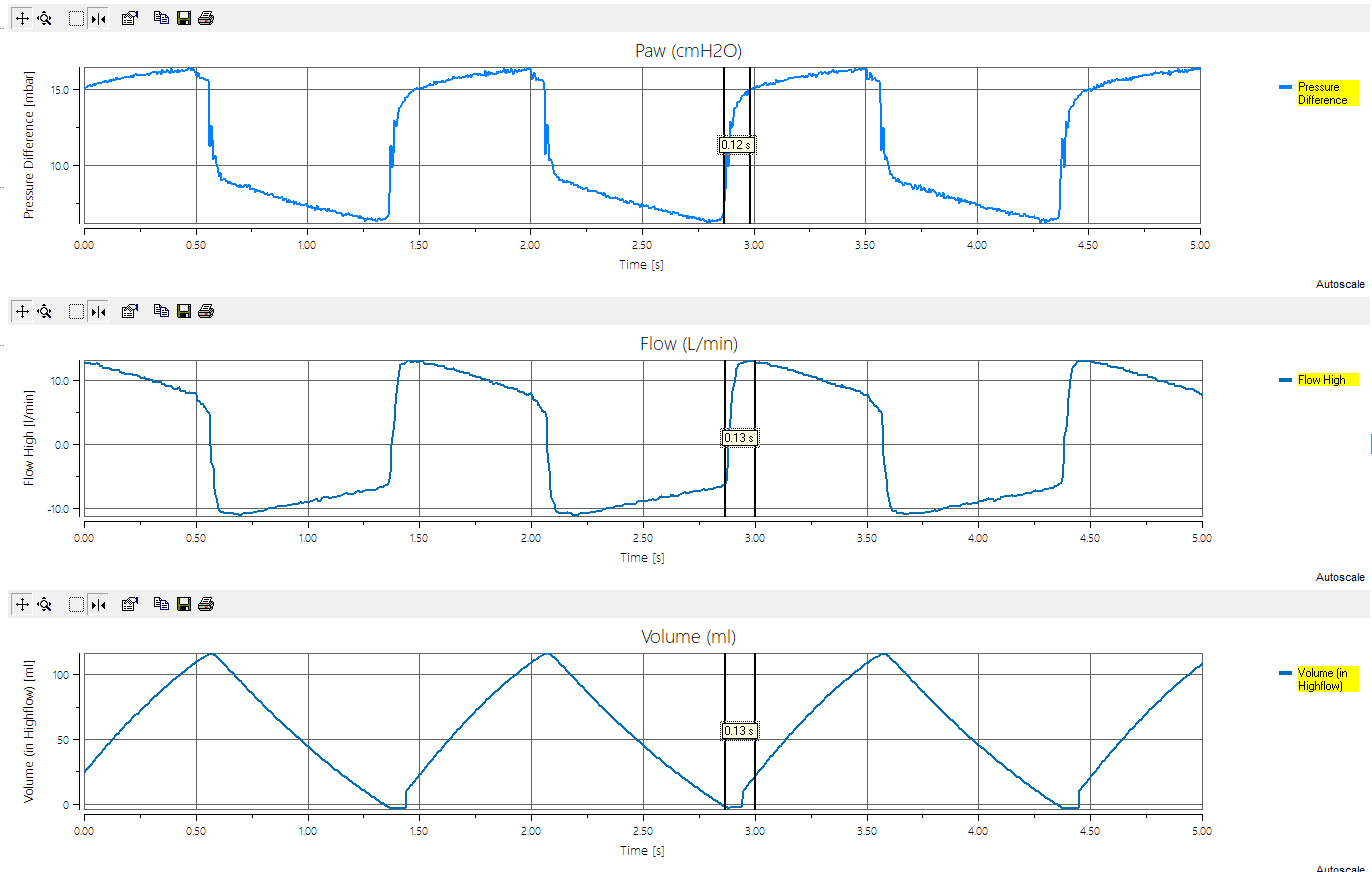 Paw (cmH2O)
Pressure Difference [mbar]
15.0
10.0
0.12 s
Pressure
Difference
0.00 0.50 1.00 1.50 2.00 2.50 3.00 3.50 4.00 4.50 5.00
Time [s]
Autoscale
Flow (L/min)
Flow High [l/min]
10.0
0.0
-10.0
0.13 s
Flow High
0.00 0.50 1.00 1.50 2.00 2.50 3.00 3.50 4.00 4.50 5.00
Time [s]
Autoscale
Volume (ml)
Volume (in Highflow) [ml]
100
50
0
0.13 s
Volume (in
Highflow)
0.00 0.50 1.00 1.50 2.00 2.50 3.00 3.50 4.00 4.50 5.00
Time [s]
Autoscale